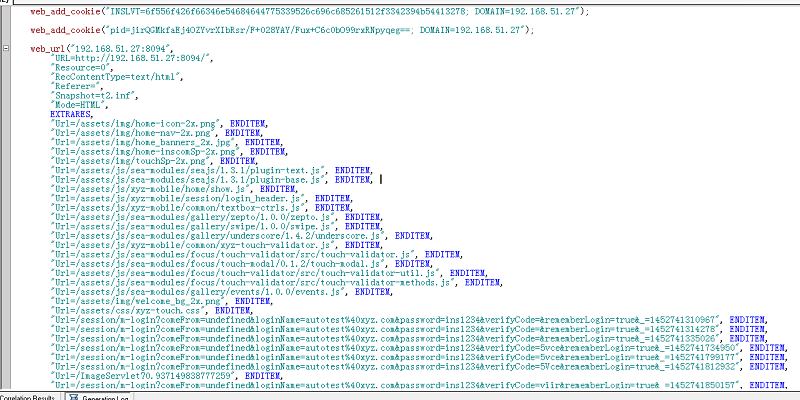 web_add_cookie("INSLVT=6f556f426f66346e54684644775339526c696c685261512f3342394b54413278; DOMAIN=192.168.51.27");
web_add_cookie("pid=jirQGMkfaEj4OZYvrXIbRsr/F+028YAY/Fux+C6c0bO99rxRNpyqeg==; DOMAIN=192.168.51.27");
web_url("192.168.51.27:8094",
"URL=http://192.168.51.27:8094/",
"Resource=0",
"RecContentType=text/html",
"Referer=",
"Snapshot=t2.inf",
"Mode=HTML",
EXTRARES,
"Url=/assets/img/home-icon-2x.png", ENDITEM,
"Url=/assets/img/home-nav-2x.png", ENDITEM,
"Url=/assets/img/home_banners_2x.jpg", ENDITEM,
"Url=/assets/img/home-inscomSp-2x.png", ENDITEM,
"Url=/assets/img/touchSp-2x.png", ENDITEM,
"Url=/assets/js/sea-modules/seajs/1.3.1/plugin-text.js", ENDITEM,
"Url=/assets/js/sea-modules/seajs/1.3.1/plugin-base.js", ENDITEM,
"Url=/assets/js/xyz-mobile/home/show.js", ENDITEM,
"Url=/assets/js/xyz-mobile/session/login_header.js", ENDITEM,
"Url=/assets/js/xyz-mobile/common/textbox-ctrls.js", ENDITEM,
"Url=/assets/js/sea-modules/gallery/zepto/1.0.0/zepto.js", ENDITEM,
"Url=/assets/js/sea-modules/gallery/swipe/1.0.0/swipe.js", ENDITEM,
"Url=/assets/js/sea-modules/gallery/underscore/1.4.2/underscore.js", ENDITEM,
"Url=/assets/js/xyz-mobile/common/xyz-touch-validator.js", ENDITEM,
"Url=/assets/js/sea-modules/focus/touch-validator/src/touch-validator.js", ENDITEM,
"Url=/assets/js/sea-modules/focus/touch-modal/0.1.2/touch-modal.js", ENDITEM,
"Url=/assets/js/sea-modules/focus/touch-validator/src/touch-validator-util.js", ENDITEM,
"Url=/assets/js/sea-modules/focus/touch-validator/src/touch-validator-methods.js", ENDITEM,
"Url=/assets/js/sea-modules/gallery/events/1.0.0/events.js", ENDITEM,
"Url=/assets/img/welcome_bg_2x.png", ENDITEM,
"Url=/assets/css/xyz-touch.css", ENDITEM,
"Url=/session/m-login?comeFrom=undefined&loginName=autotest%40xyz.com&password=ins1234&verifyCode=&rememberLogin=true&_=1452741310967", ENDITEM,
"Url=/session/m-login?comeFrom=undefined&loginName=autotest%40xyz.com&password=ins1234&verifyCode=&rememberLogin=true&_=1452741314278", ENDITEM,
"Url=/session/m-login?comeFrom=undefined&loginName=autotest%40xyz.com&password=ins1234&verifyCode=&rememberLogin=true&_=1452741335026", ENDITEM,
"Url=/session/m-login?comeFrom=undefined&loginName=autotest%40xyz.com&password=ins1234&verifyCode=5vce&rememberLogin=true&_=1452741734950", ENDITEM,
"Url=/session/m-login?comeFrom=undefined&loginName=autotest%40xyz.com&password=ins1234&verifyCode=5vce&rememberLogin=true&_=1452741799177", ENDITEM,
"Url=/session/m-login?comeFrom=undefined&loginName=autotest%40xyz.com&password=ins1234&verifyCode=5Vce&rememberLogin=true&_=1452741812932", ENDITEM,
"Url=/ImageServlet?0.937149838777259", ENDITEM,
"Url=/session/m-login?comeFrom=undefined&loginName=autotest%40xyz.com&password=ins1234&verifyCode=viir&rememberLogin=true&_=1452741850157", ENDITEM,
Correlation Results
Generation Log